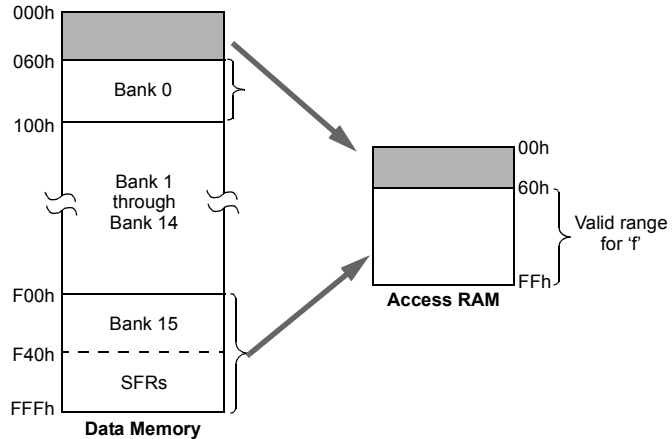 000h
060h
Bank 0
100h
Bank 1
through
Bank 14
F00h
Bank 15
F40h
SFRs
FFFh
Data Memory
00h
60h
Valid range
for ‘f’
FFh
Access RAM